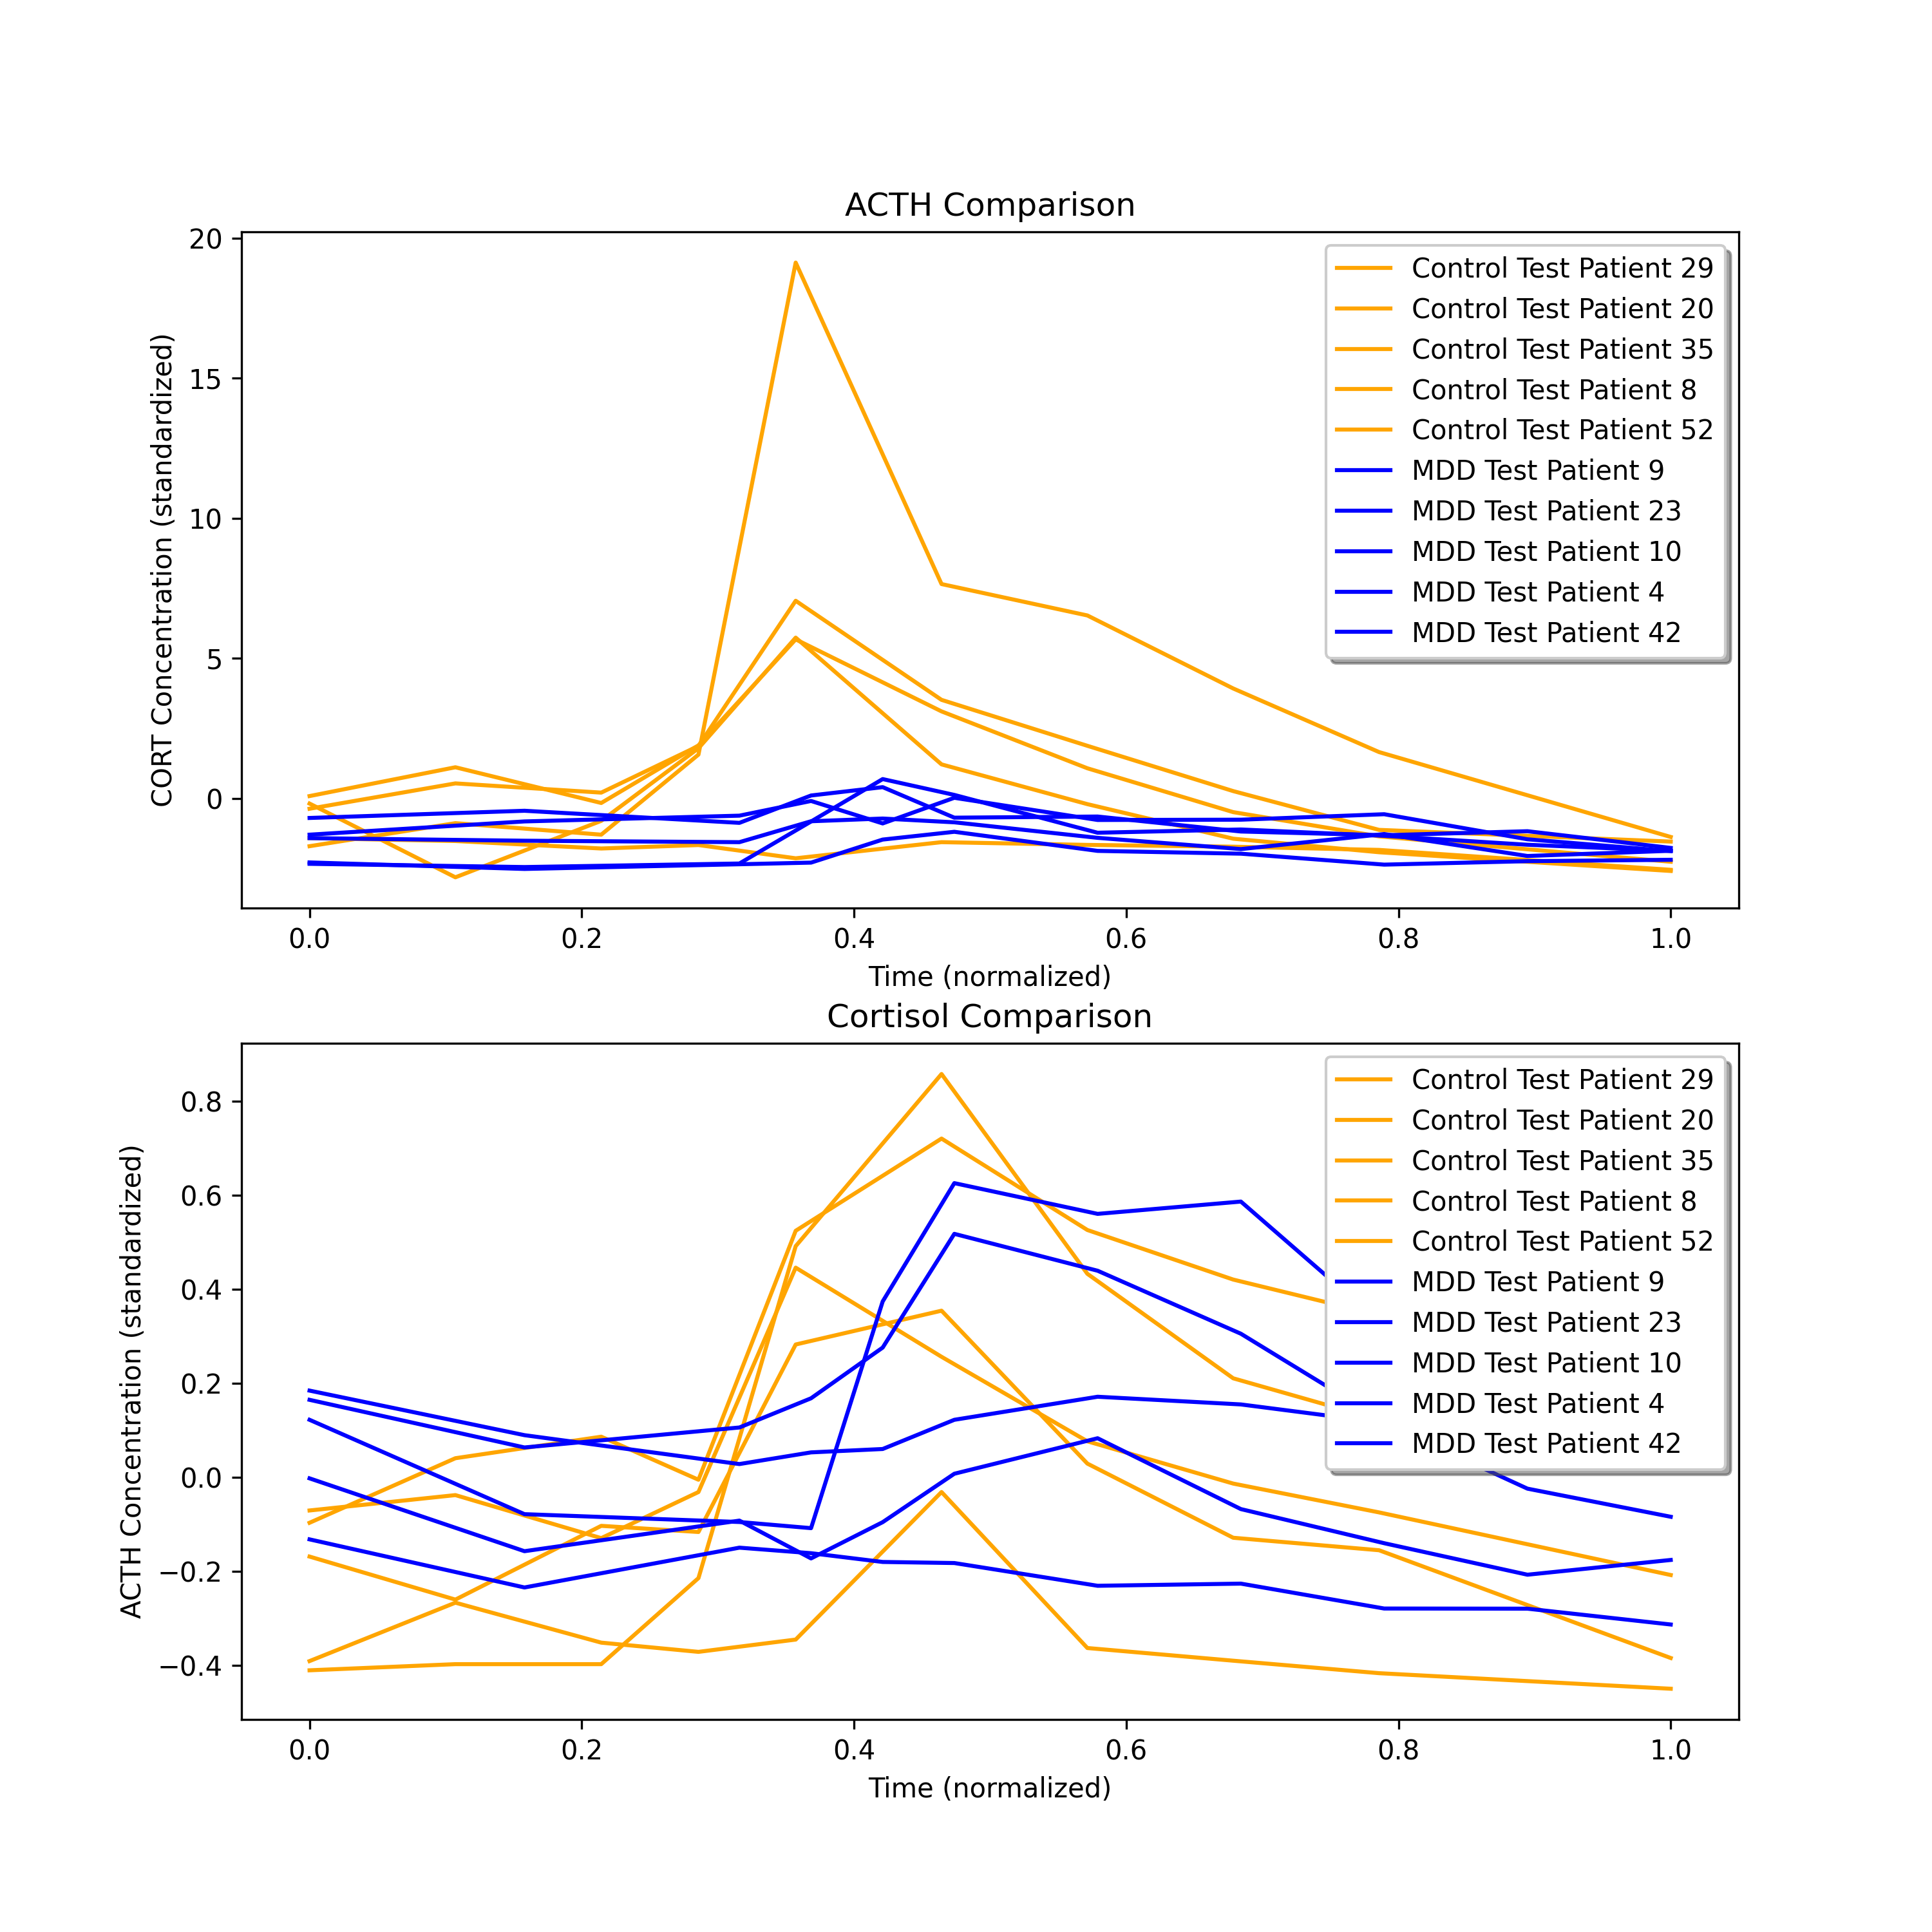 ACTH Comparison
CORT Concentration (standardized)
20
15
10
5
0
Control Test Patient 29
Control Test Patient 20
Control Test Patient 35
Control Test Patient 8
Control Test Patient 52
MDD Test Patient 9
MDD Test Patient 23
MDD Test Patient 10
MDD Test Patient 4
MDD Test Patient 42
0.0 0.2 0.4 0.6 0.8 1.0
Time (normalized)
Cortisol Comparison
ACTH Concentration (standardized)
0.8
0.6
0.4
0.2
0.0
−0.2
−0.4
Control Test Patient 29
Control Test Patient 20
Control Test Patient 35
Control Test Patient 8
Control Test Patient 52
MDD Test Patient 9
MDD Test Patient 23
MDD Test Patient 10
MDD Test Patient 4
MDD Test Patient 42
0.0 0.2 0.4 0.6 0.8 1.0
Time (normalized)